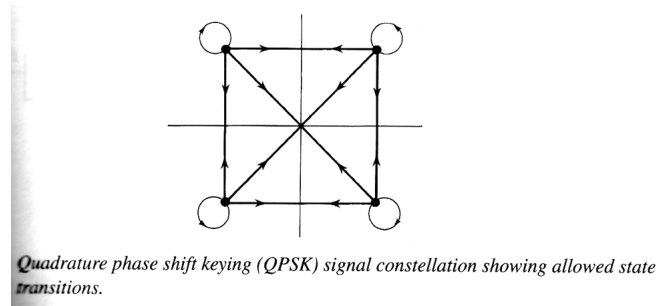 Quadrature phase shift keying (QPSK) signal constellation showing allowed state
transitions.